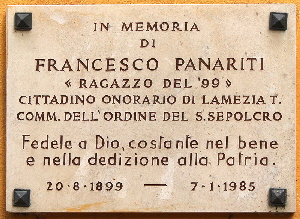 IN MEMORIA
DI
FRANCESCO PANARITI
« RAGAZZO DEL '99 »
CITTADINO ONORARIO DI LAMEZIA T.
COMM. DELL'ORDINE DEL S. SEPOLCRO
Fedele a Dio, costante nel bene
e nella dedizione alla Patria.
20-8-1899 — 7-1-1985